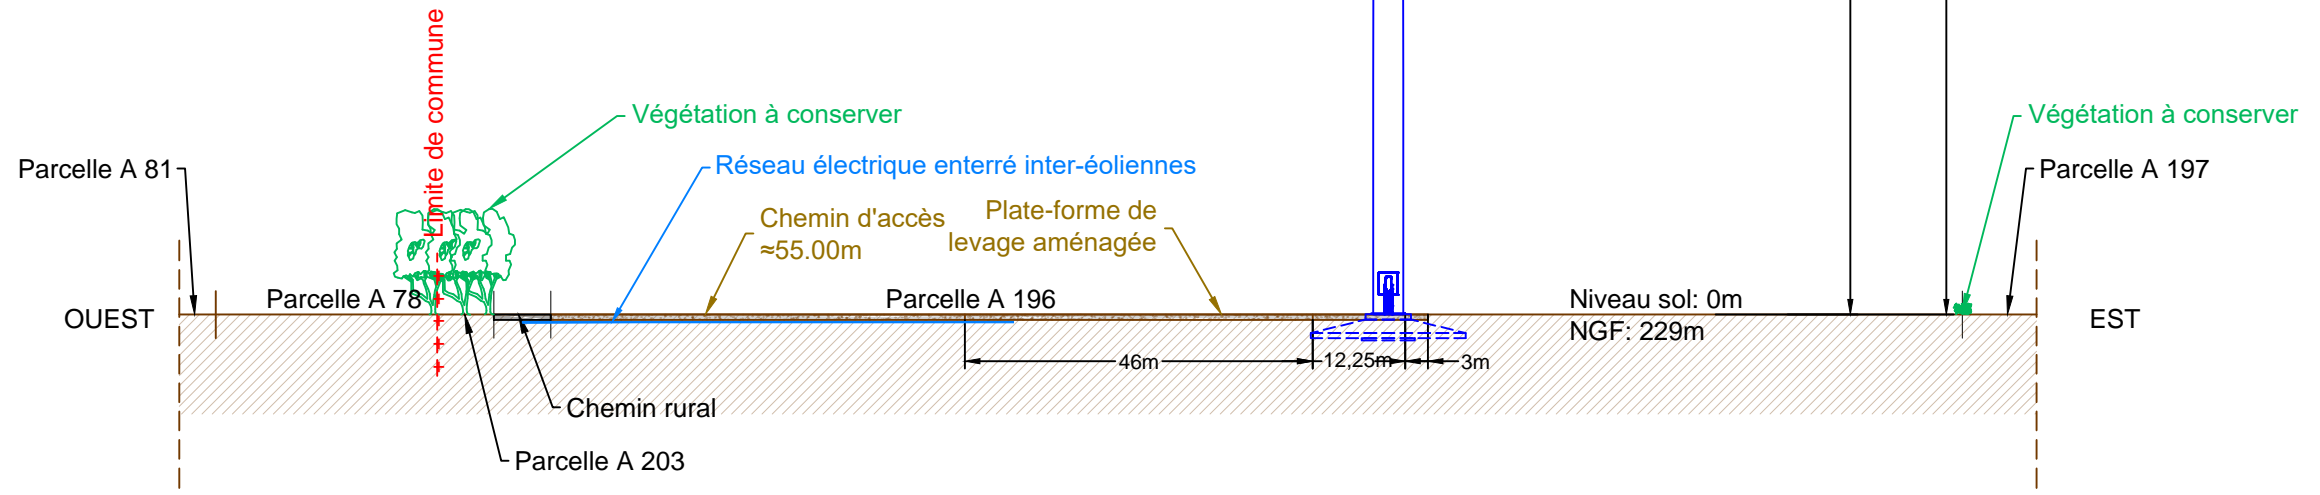 Limite de commune
Végétation à conserver
Végétation à conserver
Parcelle A 81
Réseau électrique enterré inter-éoliennes
Parcelle A 197
Chemin d'accès
≈55.00m
Plate-forme de
levage aménagée
Parcelle A 78
Parcelle A 196
Niveau sol: 0m
NGF: 229m
OUEST
EST
46m
12,25m
3m
Chemin rural
Parcelle A 203